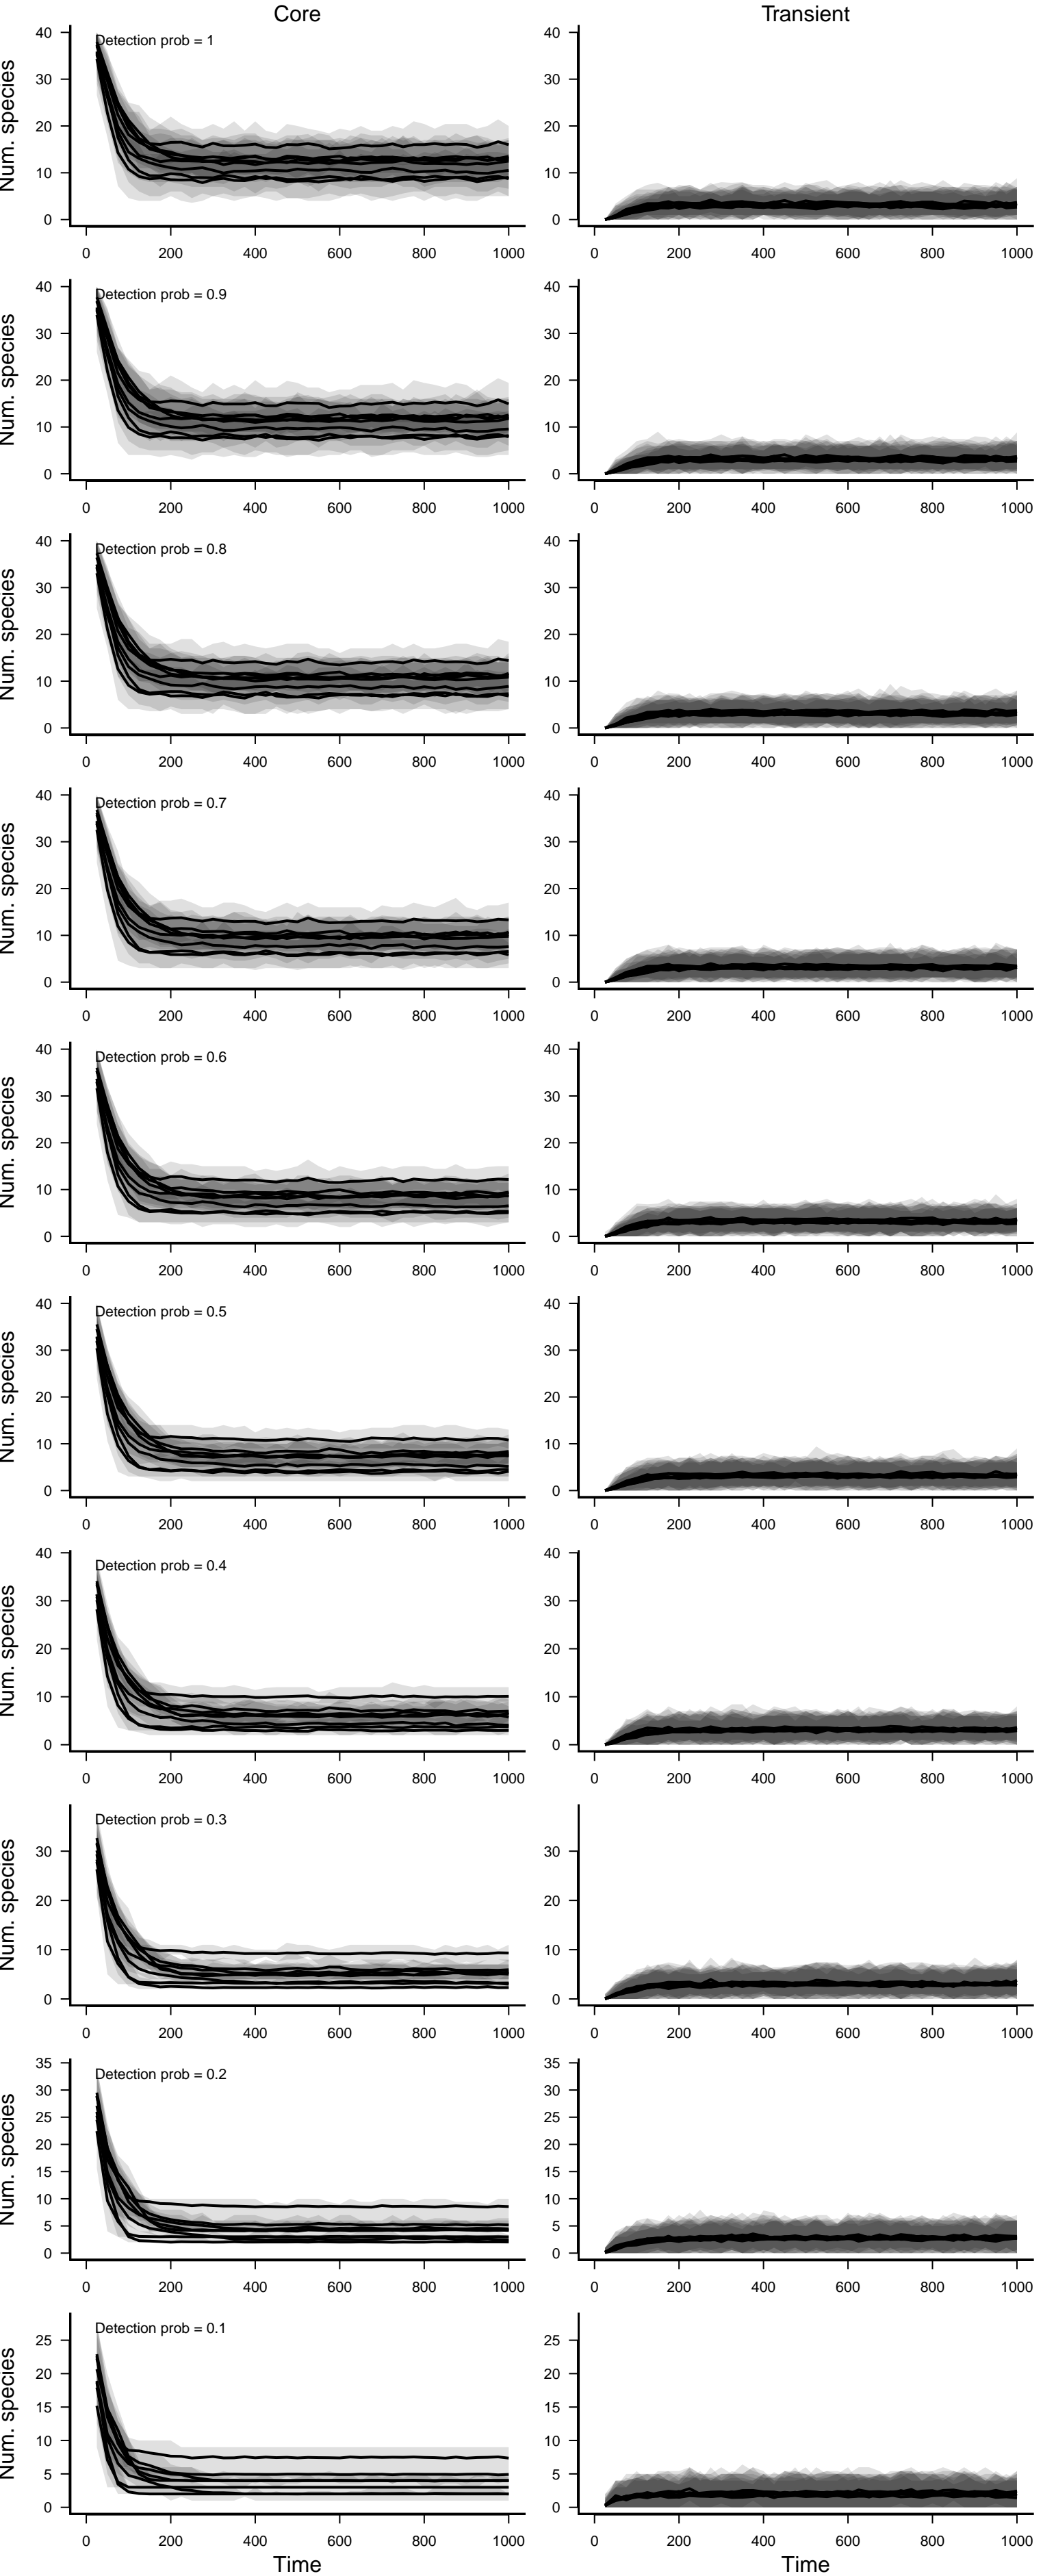 Core Transient
Detection prob = 1
Num. species
40 30 20 10 0
40 30 20 10 0
0 200 400 600 800 1000 0 200 400 600 800 1000
Detection prob = 0.9
Num. species
40 30 20 10 0
40 30 20 10 0
0 200 400 600 800 1000 0 200 400 600 800 1000
Detection prob = 0.8
Num. species
40 30 20 10 0
40 30 20 10 0
0 200 400 600 800 1000 0 200 400 600 800 1000
Detection prob = 0.7
Num. species
40 30 20 10 0
40 30 20 10 0
0 200 400 600 800 1000 0 200 400 600 800 1000
Detection prob = 0.6
Num. species
40 30 20 10 0
40 30 20 10 0
0 200 400 600 800 1000 0 200 400 600 800 1000
Detection prob = 0.5
Num. species
40 30 20 10 0
40 30 20 10 0
0 200 400 600 800 1000 0 200 400 600 800 1000
Detection prob = 0.4
Num. species
40 30 20 10 0
40 30 20 10 0
0 200 400 600 800 1000 0 200 400 600 800 1000
Detection prob = 0.3
Num. species
30 20 10 0
30 20 10 0
0 200 400 600 800 1000 0 200 400 600 800 1000
Detection prob = 0.2
Num. species
35 30 25 20 15 10 5 0
35 30 25 20 15 10 5 0
0 200 400 600 800 1000 0 200 400 600 800 1000
Detection prob = 0.1
Num. species
25 20 15 10 5 0
25 20 15 10 5 0
0 200 400 600 800 1000 0 200 400 600 800 1000
Time Time